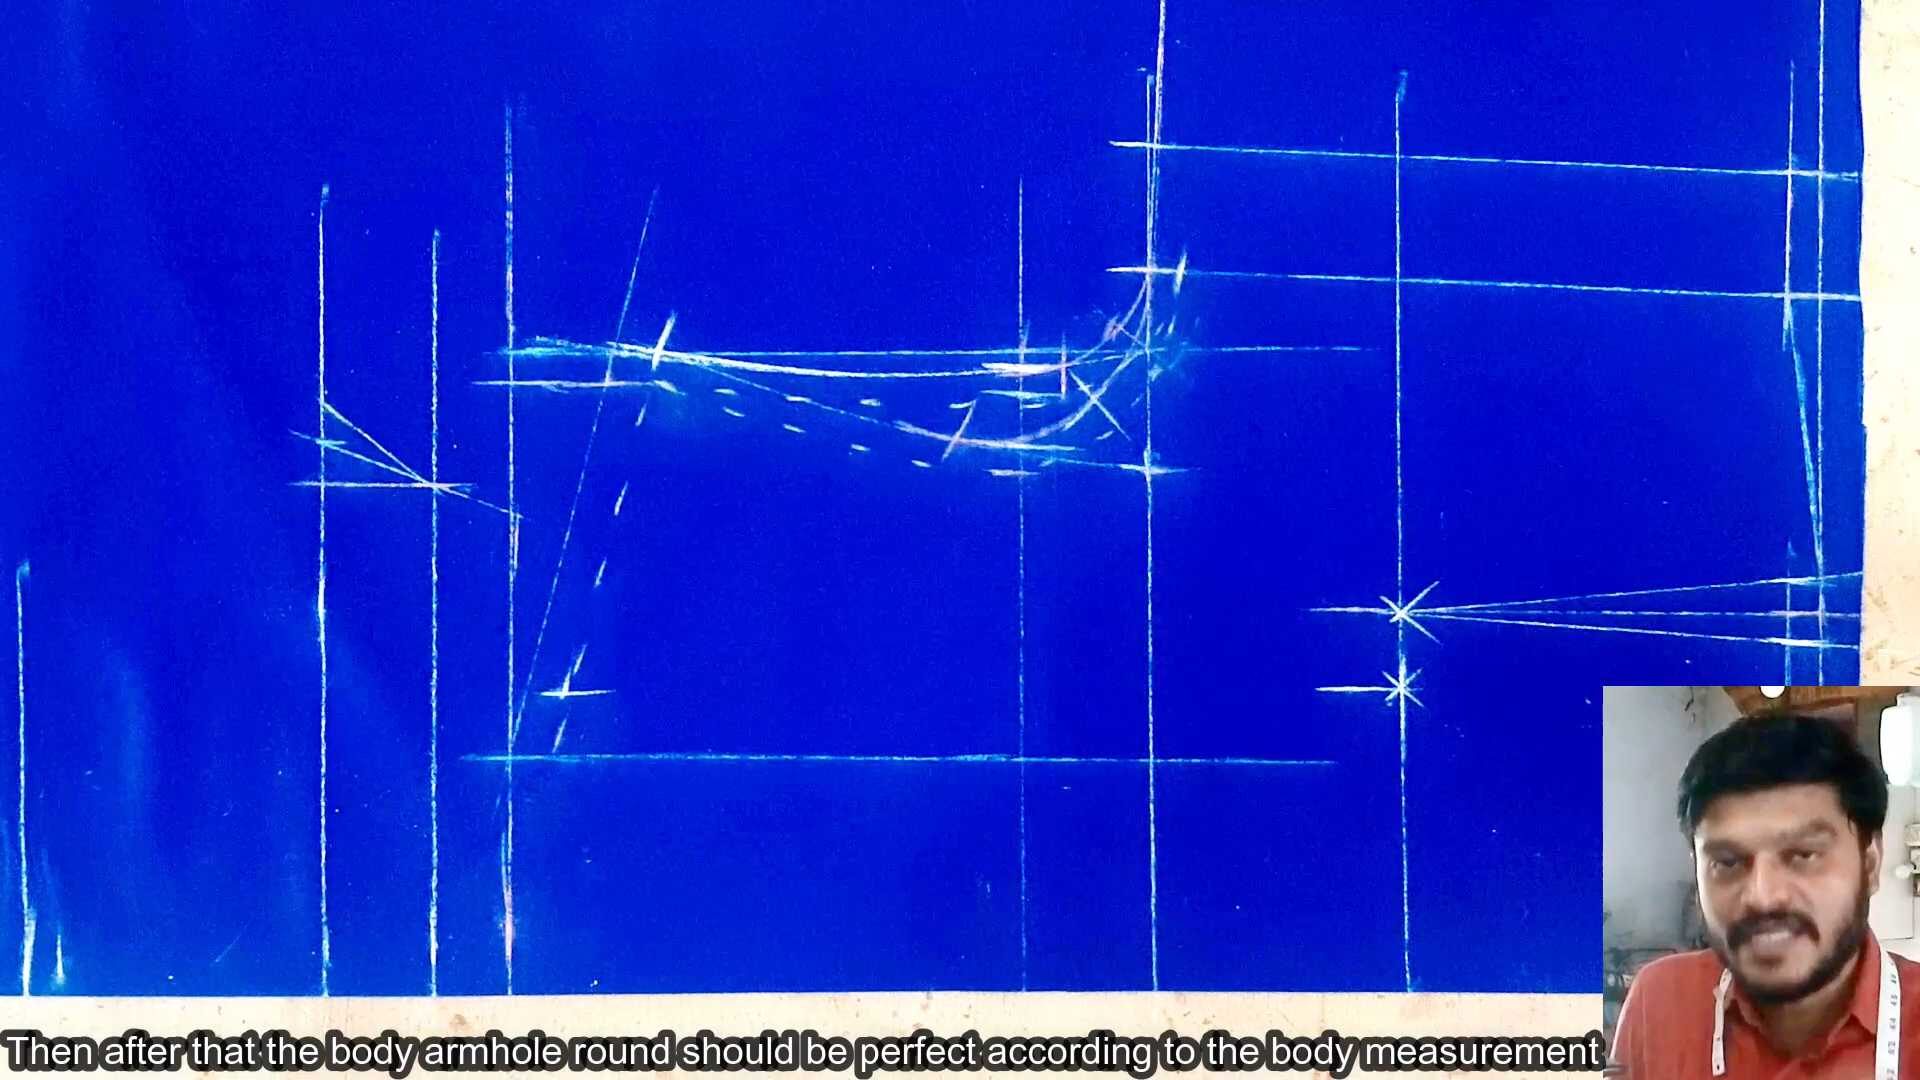 Then after that the body armhole round should be perfect according to the body measurement